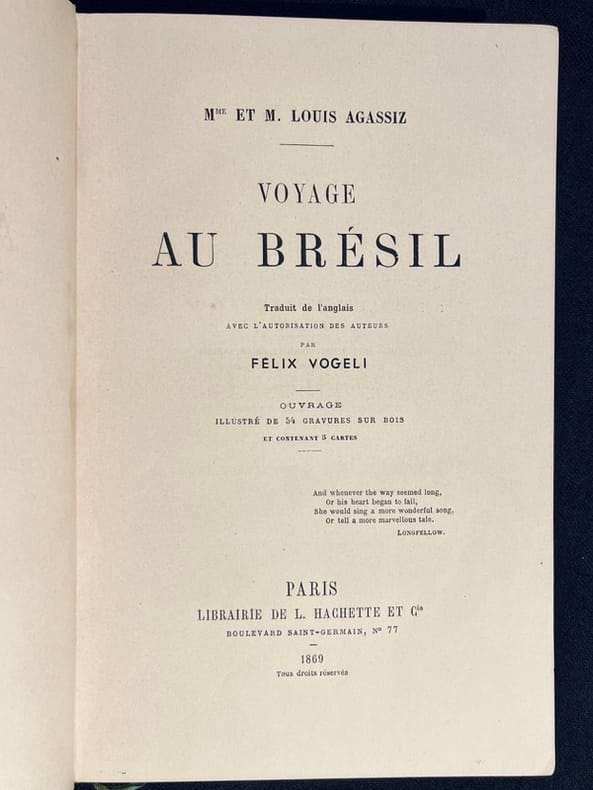 Mme ET M. LOUIS AGASSIZ
VOYAGE
AU BRÉSIL
Traduit de l'anglais
AVEC L'AUTORISATION DES AUTEURS
PAR
FÉLIX VOGELI
OUVRAGE
ILLUSTRÉ DE 54 GRAVURES SUR BOIS
ET CONTENANT 5 CARTES
And whenever the way seemed long,
Or his heart began to fail,
She would sing a more wonderful song,
Or tell a more marvellous tale.
LONGFELLOW.
PARIS
LIBRAIRIE DE L. HACHETTE ET Cie
BOULEVARD SAINT-GERMAIN, No 77
1869
Tous droits réservés